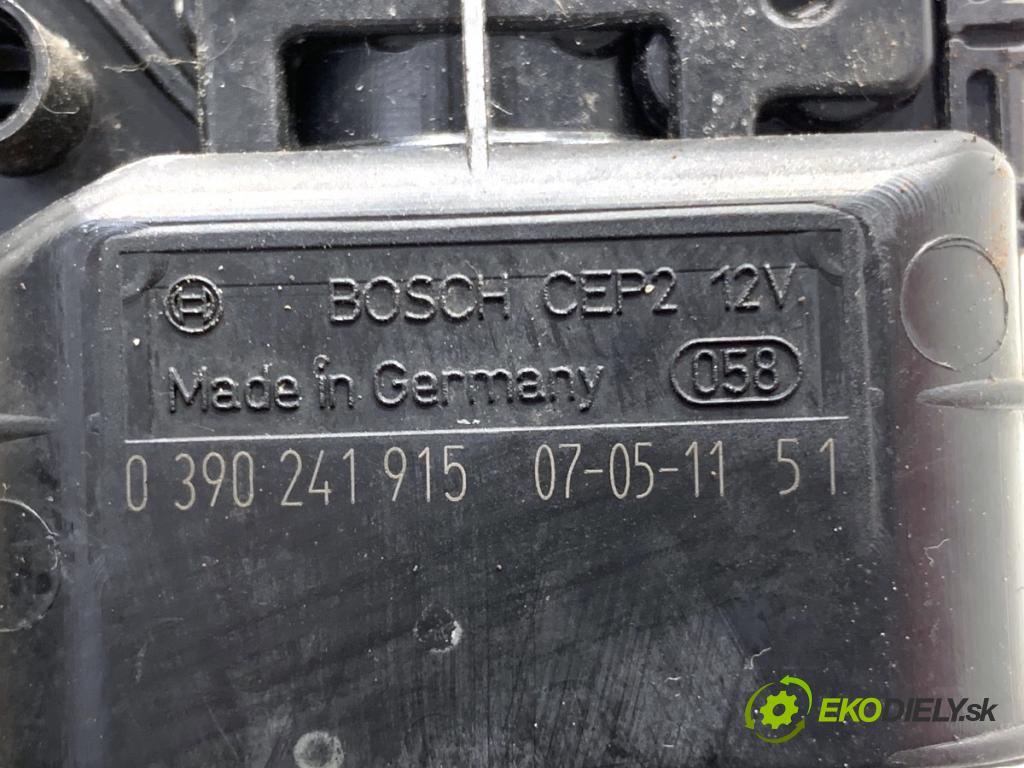 BOSCH CEP2 12V
Made in Germany 058
0 390 241 915 07-05-11 51
EKODIELY.sk